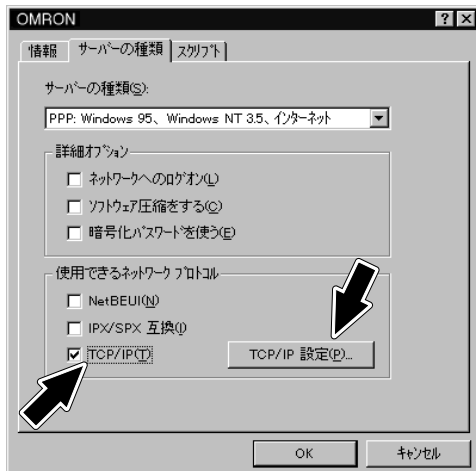 OMRON
情報 サーバーの種類 スクリプト
サーバーの種類(S):
PPP: Windows 95、Windows NT 3.5、インターネット
詳細オプション
ネットワークへのログオン(L)
ソフトウェア圧縮をする(C)
暗号化パスワードを使う(E)
使用できるネットワーク プロトコル
NetBEUI(N)
IPX/SPX 互換(I)
TCP/IP(T) TCP/IP 設定(P)...
OK キャンセル